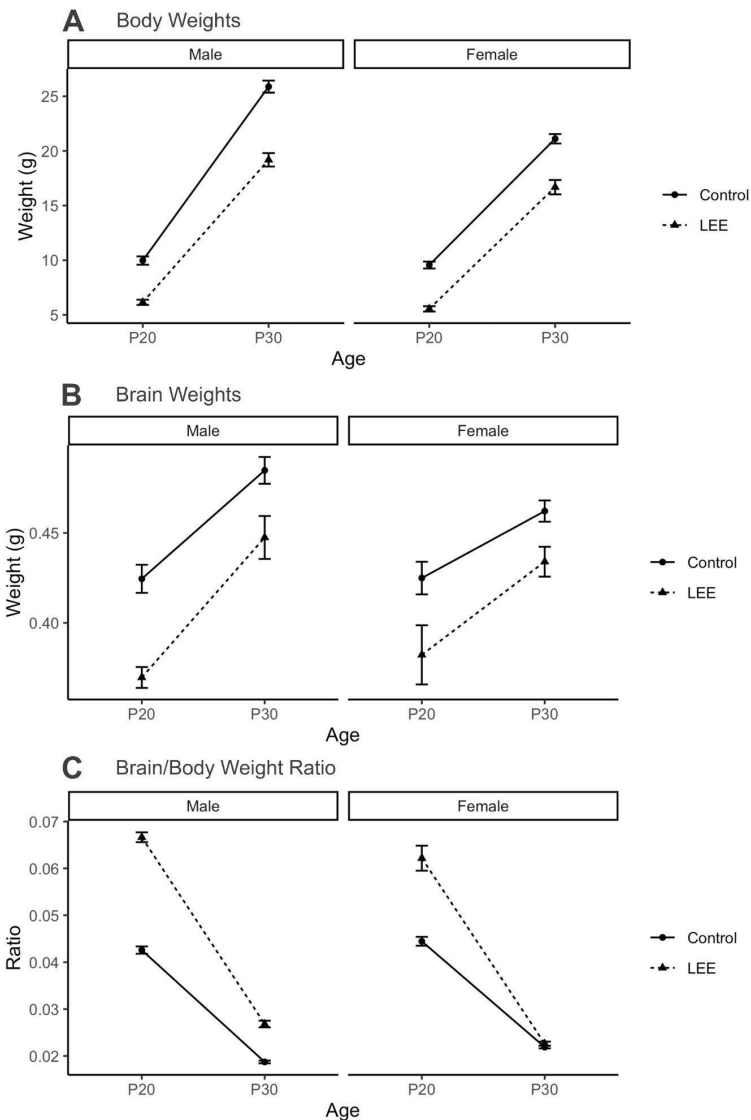 A Body Weights
Male Female
25
20
15
10
5
Weight (g)
P20 P30 P20 P30
Age
Control
LEE
B Brain Weights
Male Female
0.45
0.40
Weight (g)
P20 P30 P20 P30
Age
Control
LEE
C Brain/Body Weight Ratio
Male Female
0.07
0.06
0.05
0.04
0.03
0.02
Ratio
P20 P30 P20 P30
Age
Control
LEE